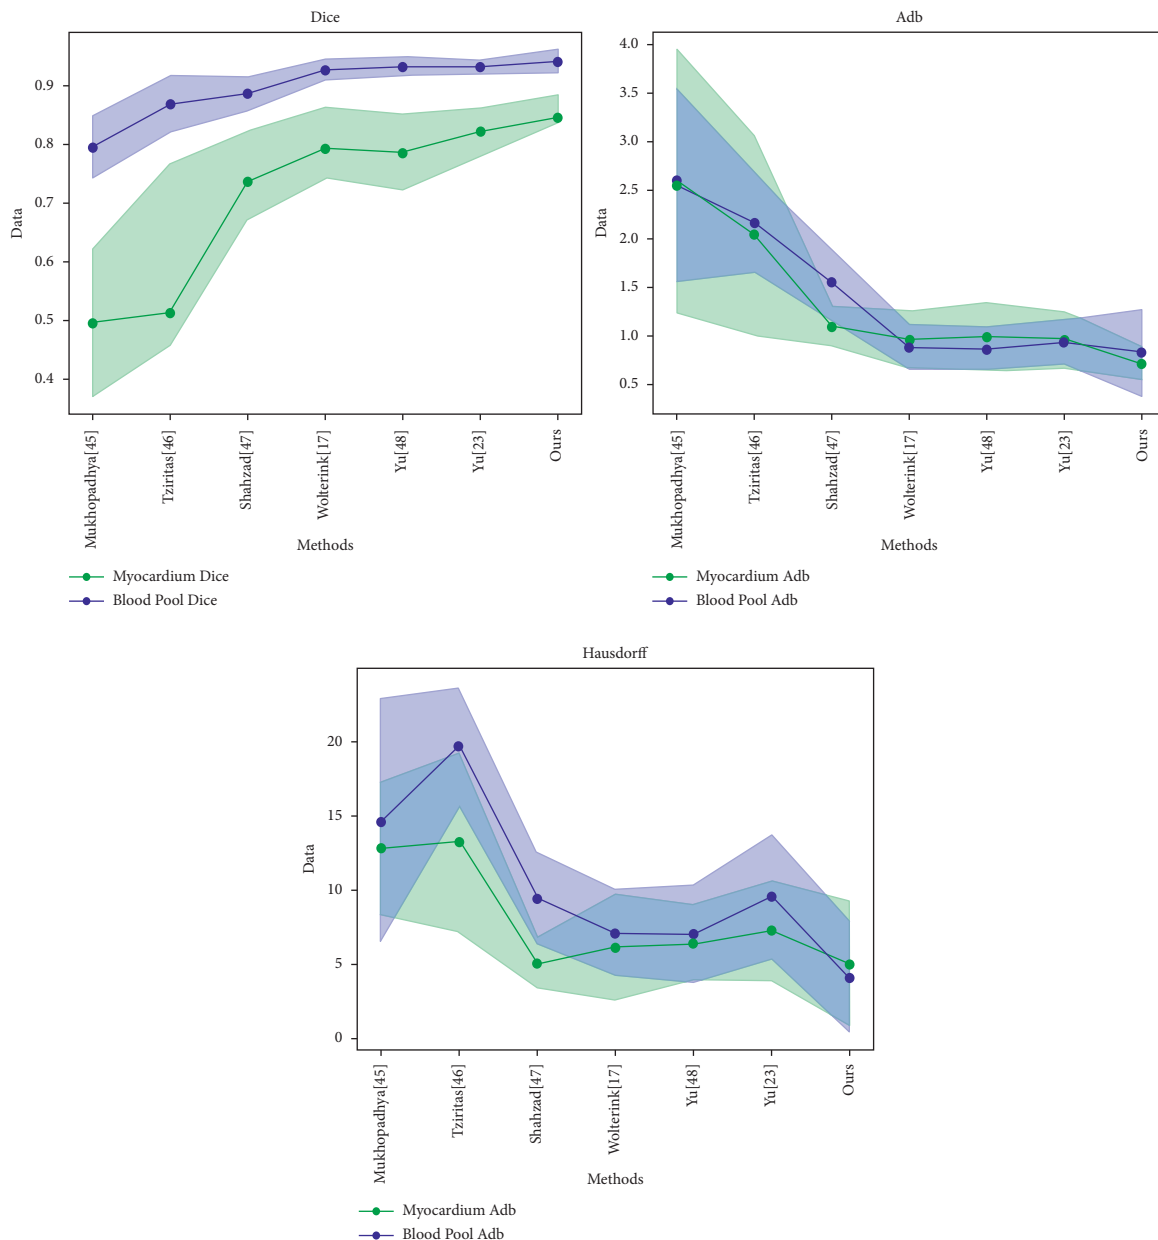 Dice
Data
0.9
0.8
0.7
0.6
0.5
0.4
Mukhopadhya[45]
Tziritas[46]
Shahzad[47]
Wolterink[17]
Yu[48]
Yu[23]
Ours
Methods
Myocardium Dice
Blood Pool Dice
Adb
Data
4.0
3.5
3.0
2.5
2.0
1.5
1.0
0.5
Mukhopadhya[45]
Tziritas[46]
Shahzad[47]
Wolterink[17]
Yu[48]
Yu[23]
Ours
Methods
Myocardium Adb
Blood Pool Adb
Hausdorff
Data
20
15
10
5
0
Mukhopadhya[45]
Tziritas[46]
Shahzad[47]
Wolterink[17]
Yu[48]
Yu[23]
Ours
Methods
Myocardium Adb
Blood Pool Adb